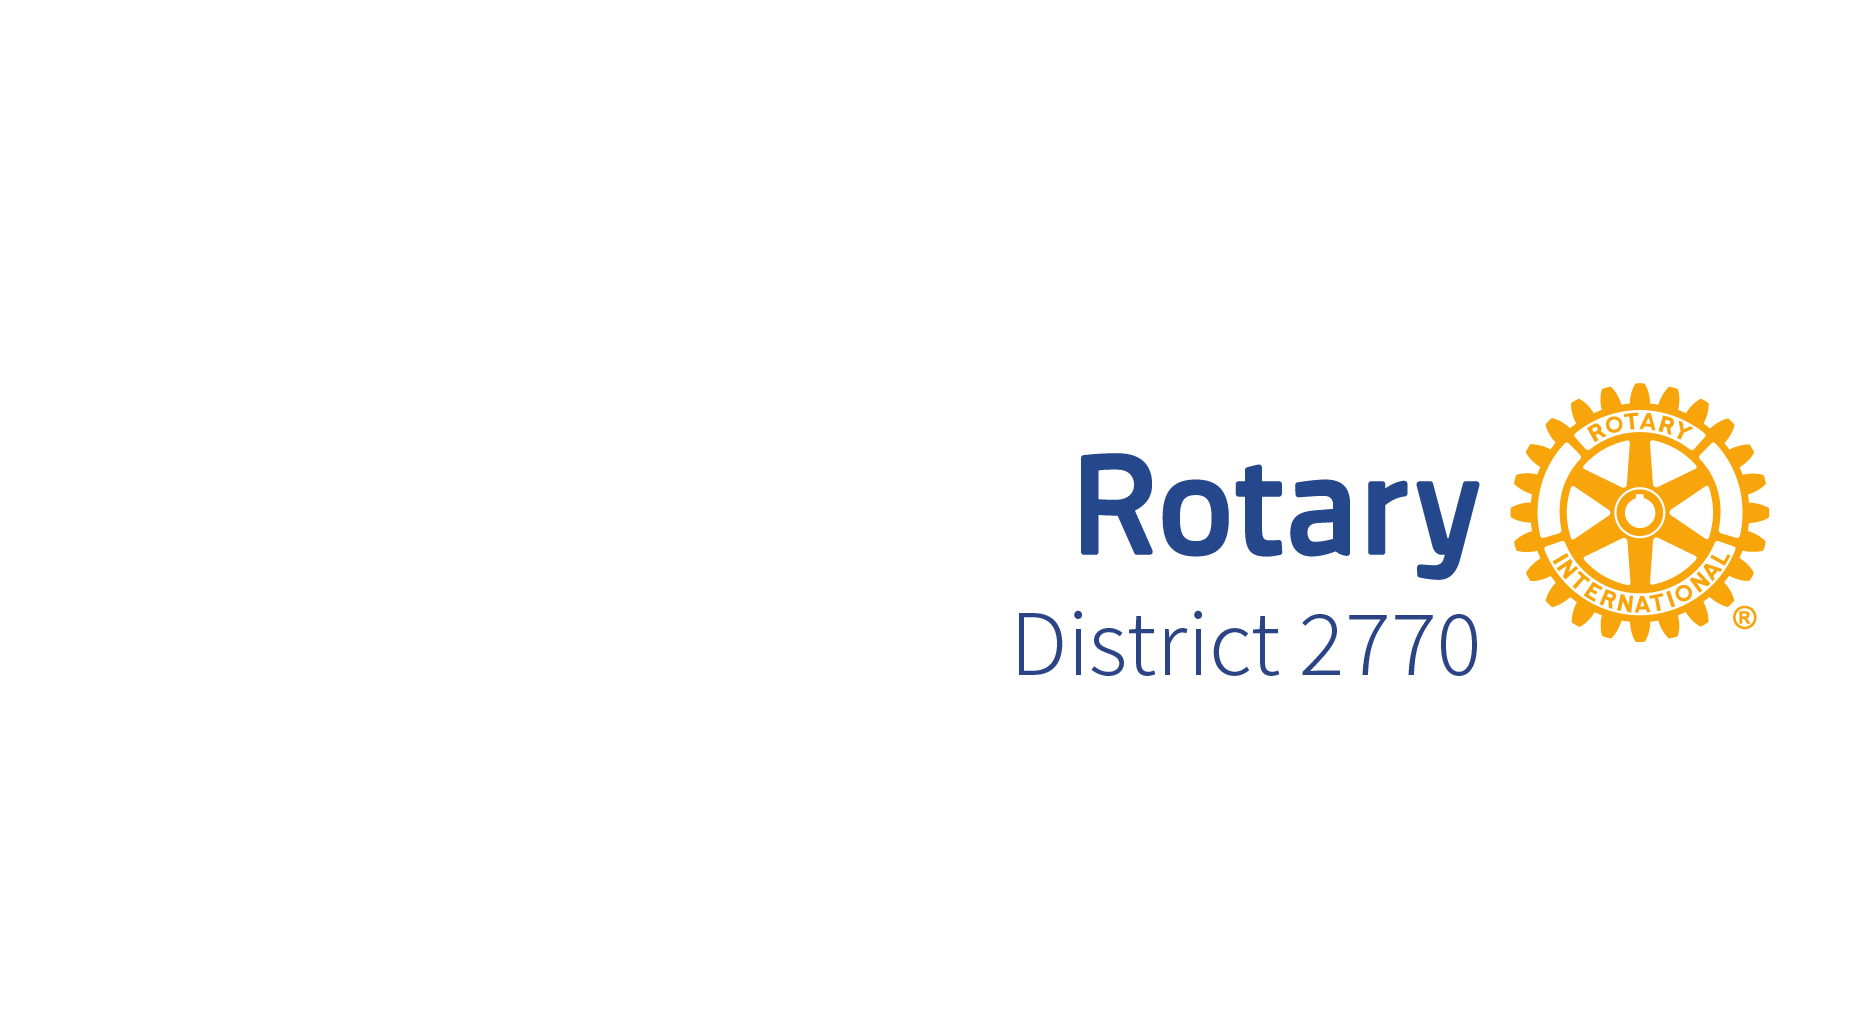 Rotary
District 2770
ROTARY
INTERNATIONAL
®